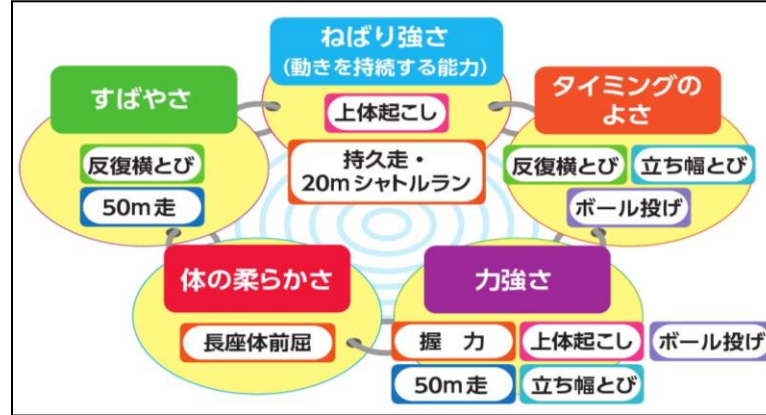 ねばり強さ
(動きを持続する能力)
上体起こし
持久走・
20mシャトルラン
すばやさ
反復横とび
50m走
タイミングの
よさ
反復横とび 立ち幅とび
ボール投げ
体の柔らかさ
長座体前屈
力強さ
握 力 上体起こし ボール投げ
50m走 立ち幅とび